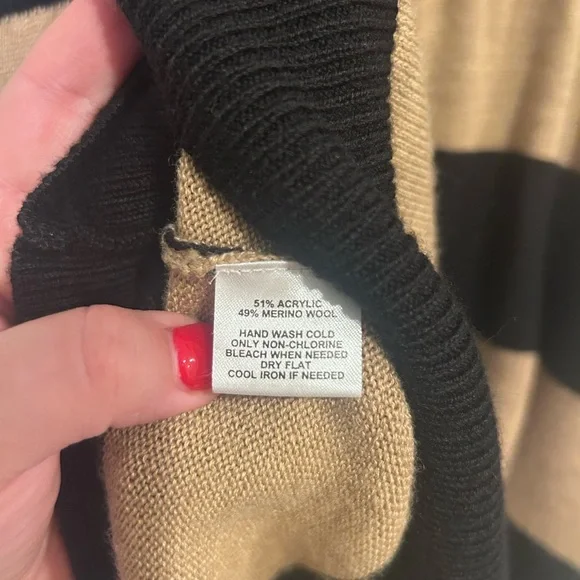 51% ACRYLIC
49% MERINO WOOL
HAND WASH COLD
ONLY NON-CHLORINE
BLEACH WHEN NEEDED
DRY FLAT
COOL IRON IF NEEDED